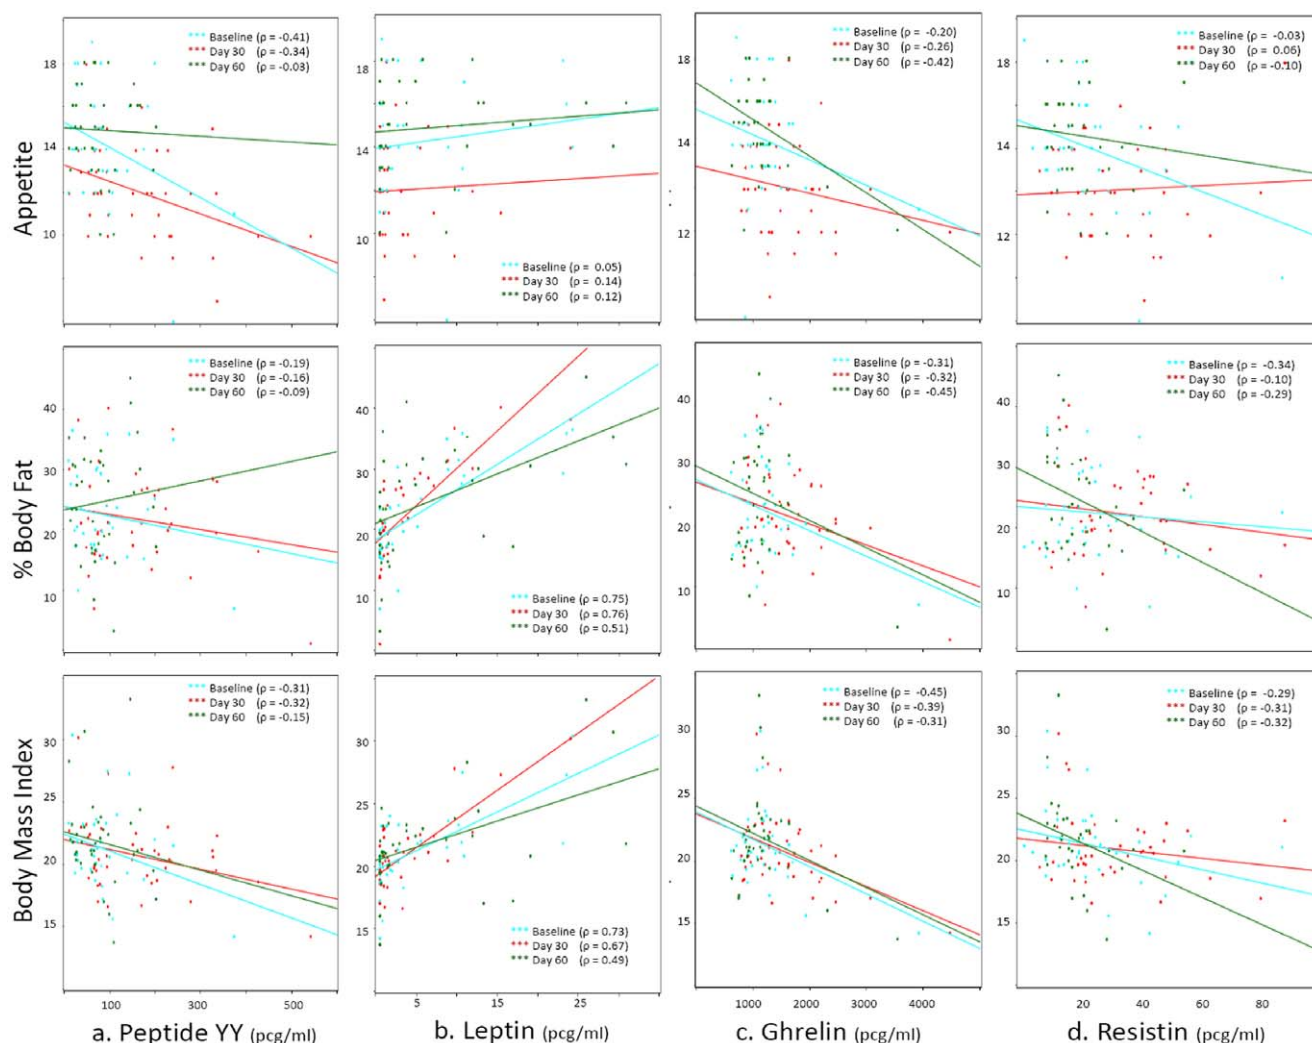 Baseline (ρ = -0.41)
Day 30 (ρ = -0.34)
Day 60 (ρ = -0.03)
18
16
14
12
10
Appetite
18
16
14
12
10
Baseline (ρ = 0.05)
Day 30 (ρ = 0.14)
Day 60 (ρ = 0.12)
Baseline (ρ = -0.20)
Day 30 (ρ = -0.26)
Day 60 (ρ = -0.42)
18
16
14
12
Baseline (ρ = -0.03)
Day 30 (ρ = 0.06)
Day 60 (ρ = -0.10)
18
16
14
12
Baseline (ρ = -0.19)
Day 30 (ρ = -0.16)
Day 60 (ρ = -0.09)
40
30
20
10
% Body Fat
40
30
20
10
Baseline (ρ = 0.75)
Day 30 (ρ = 0.76)
Day 60 (ρ = 0.51)
Baseline (ρ = -0.31)
Day 30 (ρ = -0.32)
Day 60 (ρ = -0.45)
40
30
20
10
Baseline (ρ = -0.34)
Day 30 (ρ = -0.10)
Day 60 (ρ = -0.29)
40
30
20
10
Baseline (ρ = -0.31)
Day 30 (ρ = -0.32)
Day 60 (ρ = -0.15)
30
25
20
15
Body Mass Index
30
25
20
15
Baseline (ρ = 0.73)
Day 30 (ρ = 0.67)
Day 60 (ρ = 0.49)
Baseline (ρ = -0.45)
Day 30 (ρ = -0.39)
Day 60 (ρ = -0.31)
30
25
20
15
Baseline (ρ = -0.29)
Day 30 (ρ = -0.31)
Day 60 (ρ = -0.32)
30
25
20
15
100 300 500
5 15 25
1000 2000 4000
20 40 60 80
a. Peptide YY (pcg/ml)
b. Leptin (pcg/ml)
c. Ghrelin (pcg/ml)
d. Resistin (pcg/ml)